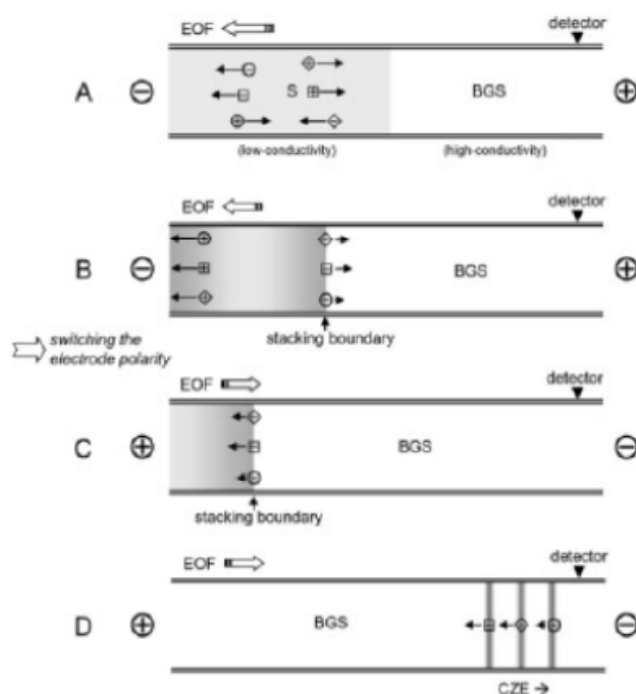 EOF
detector
A
S
BGS
(low-conductivity)
(high-conductivity)
EOF
detector
B
BGS
stacking boundary
switching the
electrode polarity
EOF
detector
C
BGS
stacking boundary
EOF
detector
D
BGS
CZE →